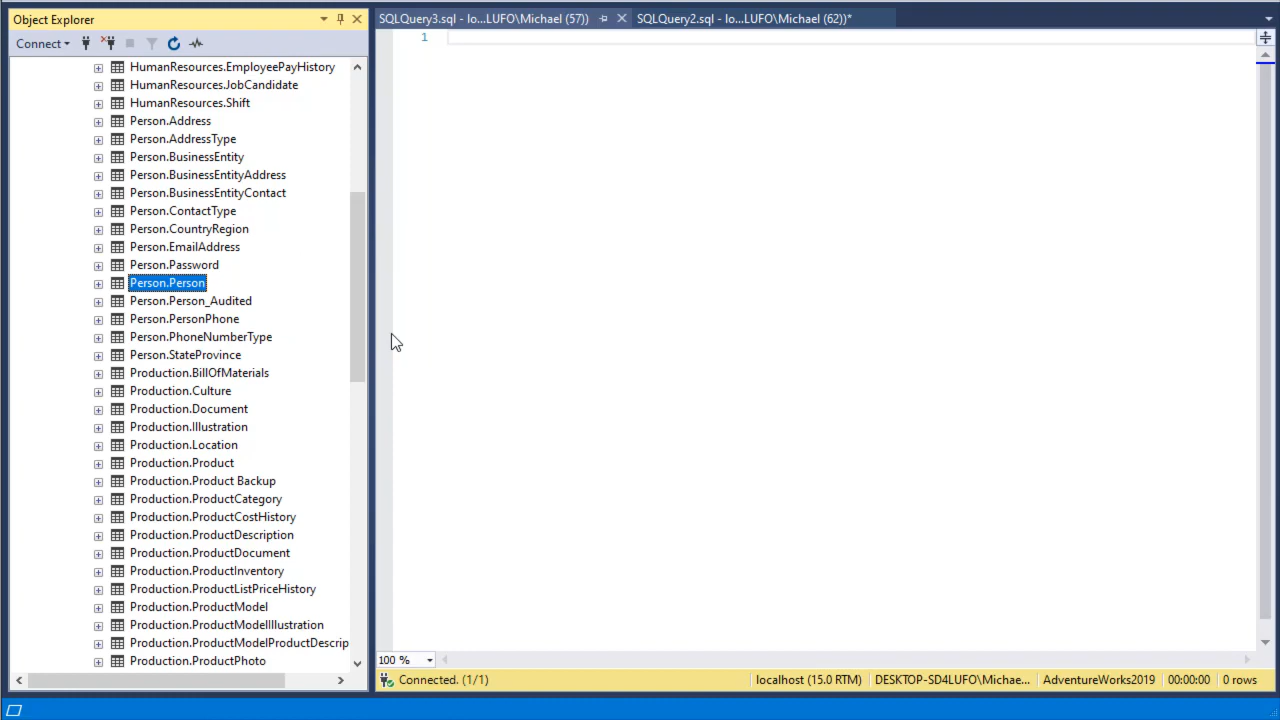 Object Explorer
SQLQuery3.sql - lo...LUFO\Michael (57))
SQLQuery2.sql - lo...LUFO\Michael (62))*
Connect
1
HumanResources.EmployeePayHistory
HumanResources.JobCandidate
HumanResources.Shift
Person.Address
Person.AddressType
Person.BusinessEntity
Person.BusinessEntityAddress
Person.BusinessEntityContact
Person.ContactType
Person.CountryRegion
Person.EmailAddress
Person.Password
Person.Person
Person.Person_Audited
Person.PersonPhone
Person.PhoneNumberType
Person.StateProvince
Production.BillOfMaterials
Production.Culture
Production.Document
Production.Illustration
Production.Location
Production.Product
Production.Product Backup
Production.ProductCategory
Production.ProductCostHistory
Production.ProductDescription
Production.ProductDocument
Production.ProductInventory
Production.ProductListPriceHistory
Production.ProductModel
Production.ProductModelIllustration
Production.ProductModelProductDescrip
Production.ProductPhoto
100 %
Connected. (1/1)
localhost (15.0 RTM)
DESKTOP-SD4LUFO\Michae...
AdventureWorks2019
00:00:00
0 rows